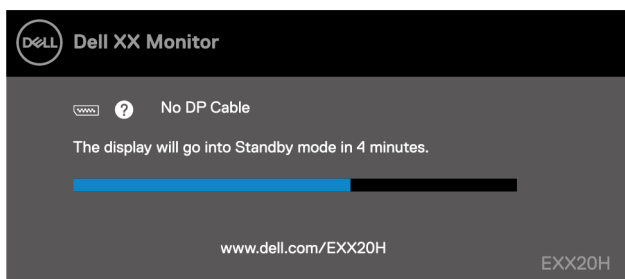 DELL Dell XX Monitor
? No DP Cable
The display will go into Standby mode in 4 minutes.
www.dell.com/EXX20H
EXX20H